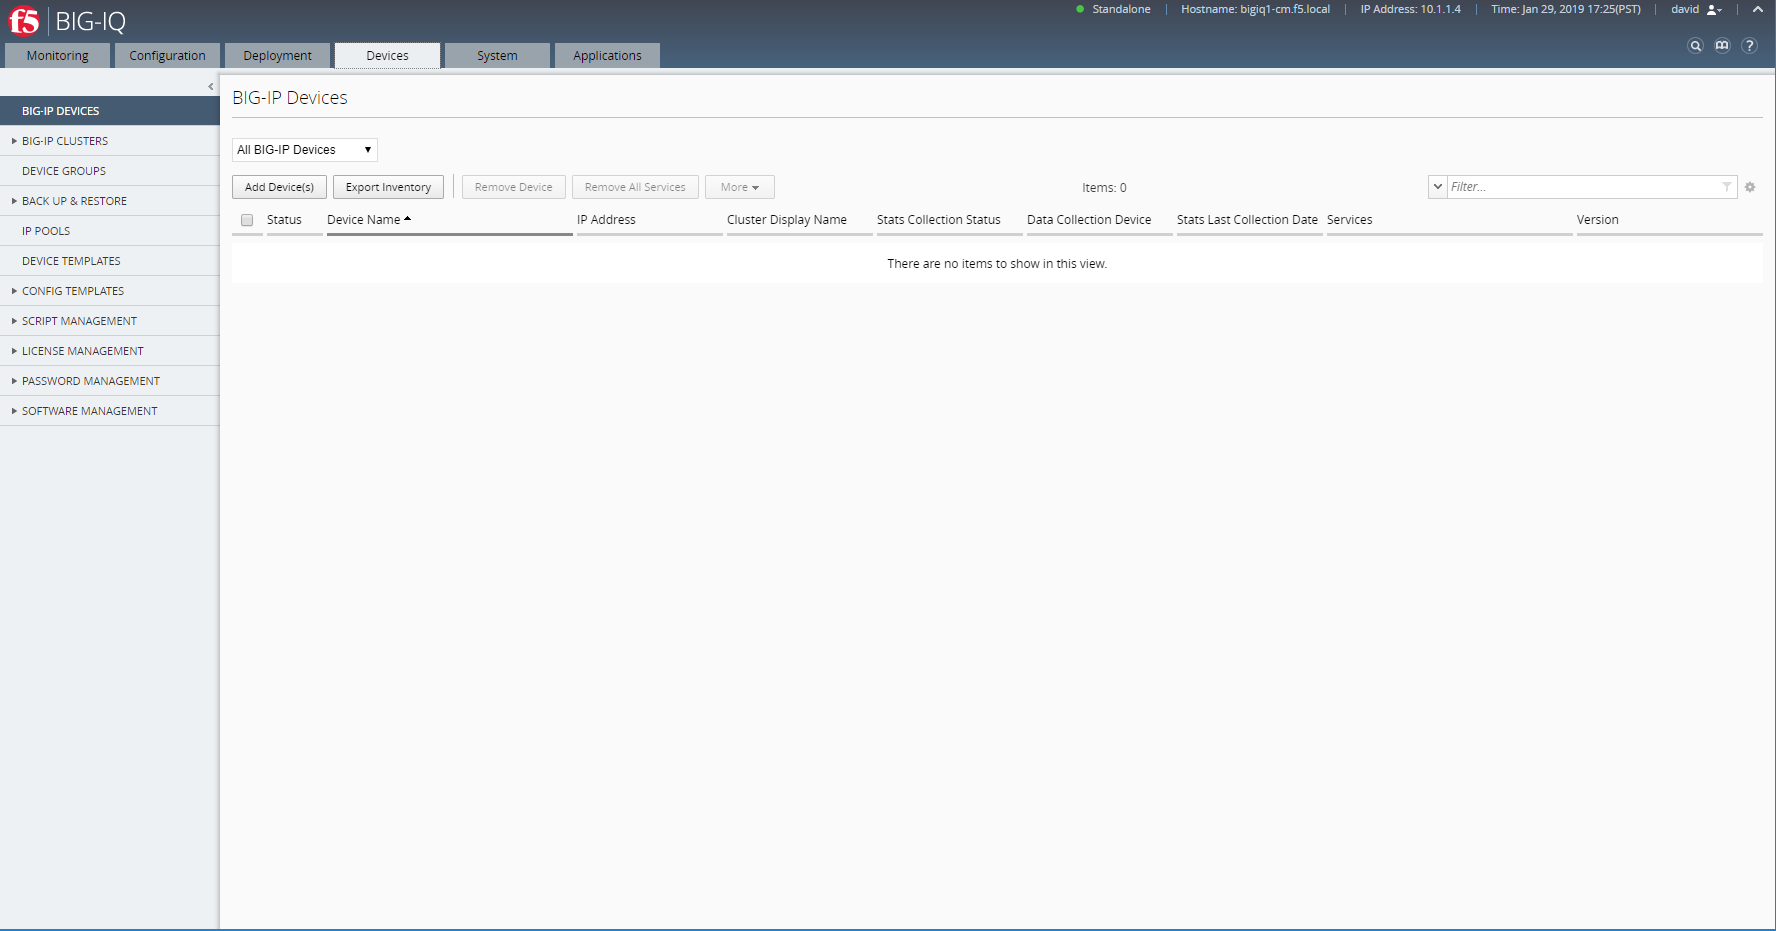 f5 BIG-IQ
Standalone Hostname: bigiq1-cm.f5.local IP Address: 10.1.1.4 Time: Jan 29, 2019 17:25(PST) david
Monitoring Configuration Deployment Devices System Applications
BIG-IP DEVICES
BIG-IP CLUSTERS
DEVICE GROUPS
BACK UP & RESTORE
IP POOLS
DEVICE TEMPLATES
CONFIG TEMPLATES
SCRIPT MANAGEMENT
LICENSE MANAGEMENT
PASSWORD MANAGEMENT
SOFTWARE MANAGEMENT
BIG-IP Devices
All BIG-IP Devices
Add Device(s) Export Inventory Remove Device Remove All Services More Items: 0 Filter...
Status Device Name IP Address Cluster Display Name Stats Collection Status Data Collection Device Stats Last Collection Date Services Version
There are no items to show in this view.